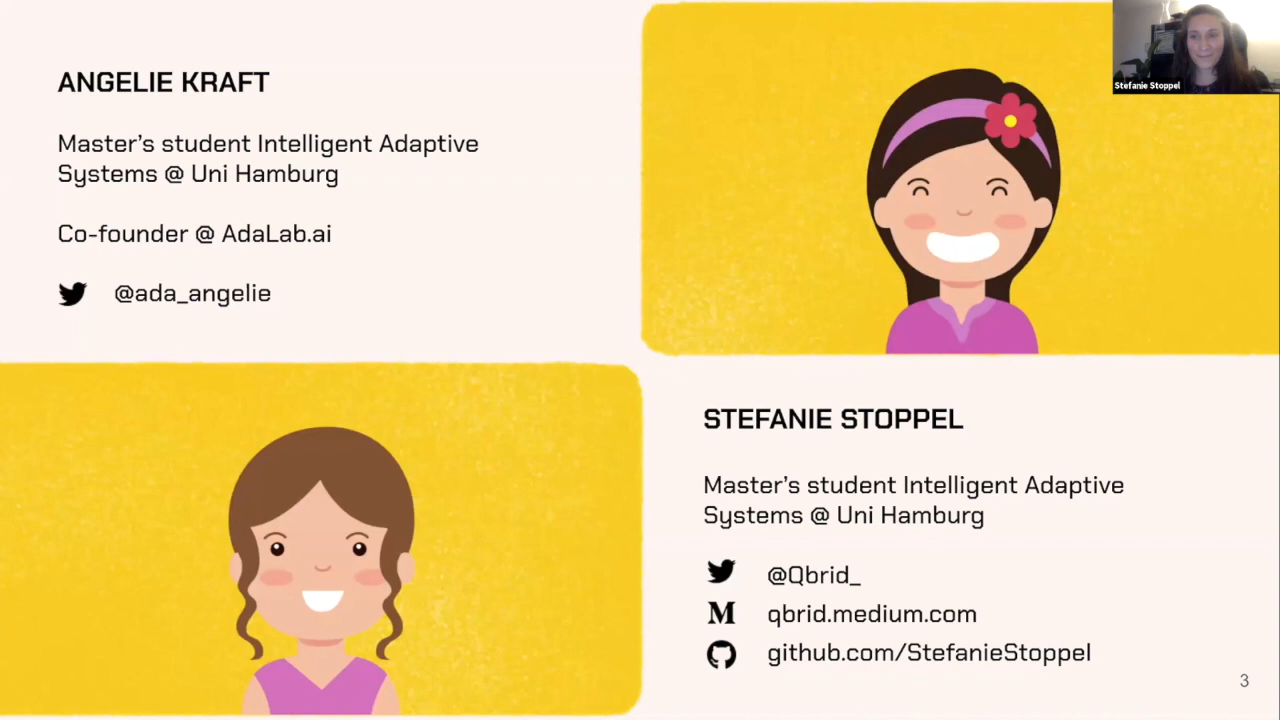 ANGELIE KRAFT
Master's student Intelligent Adaptive
Systems @ Uni Hamburg
Co-founder @ AdaLab.ai
@ada_angelie
Stefanie Stoppel
STEFANIE STOPPEL
Master's student Intelligent Adaptive
Systems @ Uni Hamburg
@Qbrid_
M qbrid.medium.com
github.com/StefanieStoppel
3